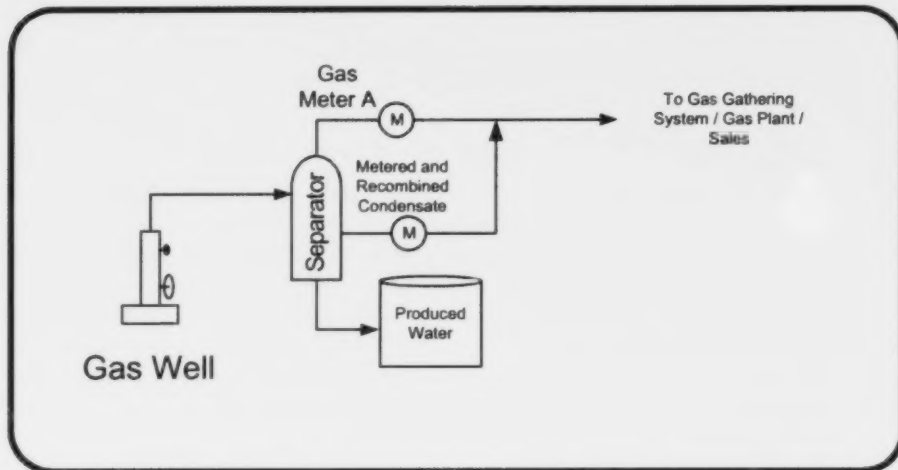 Gas
Meter A
M
To Gas Gathering
System / Gas Plant /
Sales
Metered and
Recombined
Condensate
M
Separator
Produced
Water
Gas Well